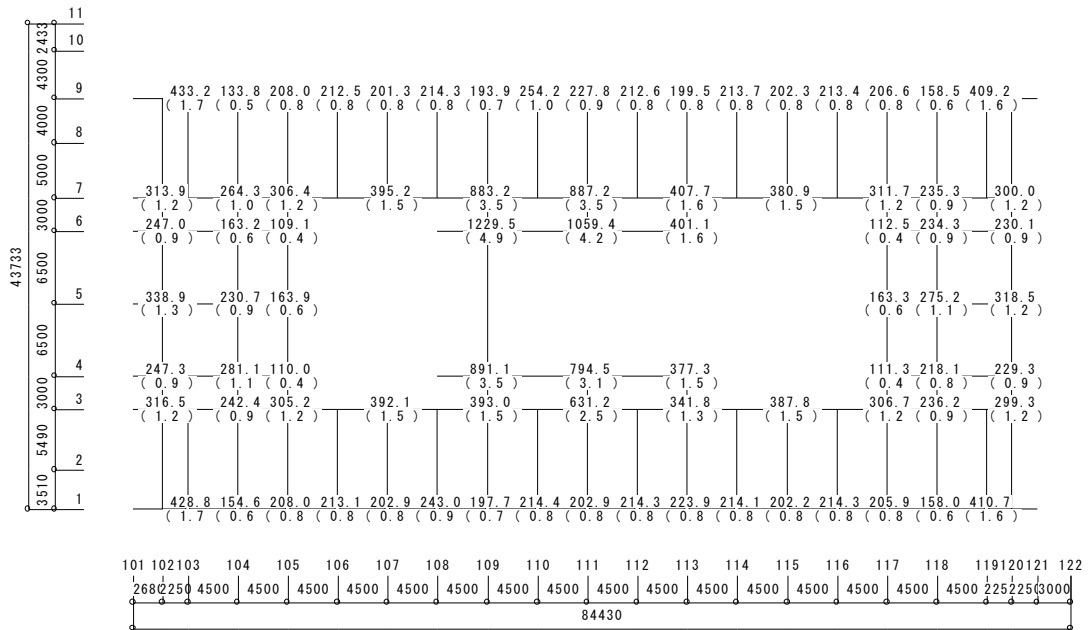 11
10
9
8
7
6
5
4
3
2
1
2433
4300
4000
5000
3000
6500
6500
3000
5490
3510
43733
433.2 133.8 208.0 212.5 201.3 214.3 193.9 254.2 227.8 212.6 199.5 213.7 202.3 213.4 206.6 158.5 409.2
( 1.7 ) ( 0.5 ) ( 0.8 ) ( 0.8 ) ( 0.8 ) ( 0.8 ) ( 0.7 ) ( 1.0 ) ( 0.9 ) ( 0.8 ) ( 0.8 ) ( 0.8 ) ( 0.8 ) ( 0.8 ) ( 0.8 ) ( 0.6 ) ( 1.6 )
313.9 264.3 306.4 395.2 883.2 887.2 407.7 380.9 311.7 235.3 300.0
( 1.2 ) ( 1.0 ) ( 1.2 ) ( 1.5 ) ( 3.5 ) ( 3.5 ) ( 1.6 ) ( 1.5 ) ( 1.2 ) ( 0.9 ) ( 1.2 )
247.0 163.2 109.1 1229.5 1059.4 401.1 112.5 234.3 230.1
( 0.9 ) ( 0.6 ) ( 0.4 ) ( 4.9 ) ( 4.2 ) ( 1.6 ) ( 0.4 ) ( 0.9 ) ( 0.9 )
338.9 230.7 163.9 163.3 275.2 318.5
( 1.3 ) ( 0.9 ) ( 0.6 ) ( 0.6 ) ( 1.1 ) ( 1.2 )
247.3 281.1 110.0 891.1 794.5 377.3 111.3 218.1 229.3
( 0.9 ) ( 1.1 ) ( 0.4 ) ( 3.5 ) ( 3.1 ) ( 1.5 ) ( 0.4 ) ( 0.8 ) ( 0.9 )
316.5 242.4 305.2 392.1 393.0 631.2 341.8 387.8 306.7 236.2 299.3
( 1.2 ) ( 0.9 ) ( 1.2 ) ( 1.5 ) ( 1.5 ) ( 2.5 ) ( 1.3 ) ( 1.5 ) ( 1.2 ) ( 0.9 ) ( 1.2 )
428.8 154.6 208.0 213.1 202.9 243.0 197.7 214.4 202.9 214.3 223.9 214.1 202.2 214.3 205.9 158.0 410.7
( 1.7 ) ( 0.6 ) ( 0.8 ) ( 0.8 ) ( 0.8 ) ( 0.9 ) ( 0.7 ) ( 0.8 ) ( 0.8 ) ( 0.8 ) ( 0.8 ) ( 0.8 ) ( 0.8 ) ( 0.8 ) ( 0.8 ) ( 0.6 ) ( 1.6 )
101 102 103 104 105 106 107 108 109 110 111 112 113 114 115 116 117 118 119 120 121 122
2680 2250 4500 4500 4500 4500 4500 4500 4500 4500 4500 4500 4500 4500 4500 4500 4500 4500 2250 3000
84430